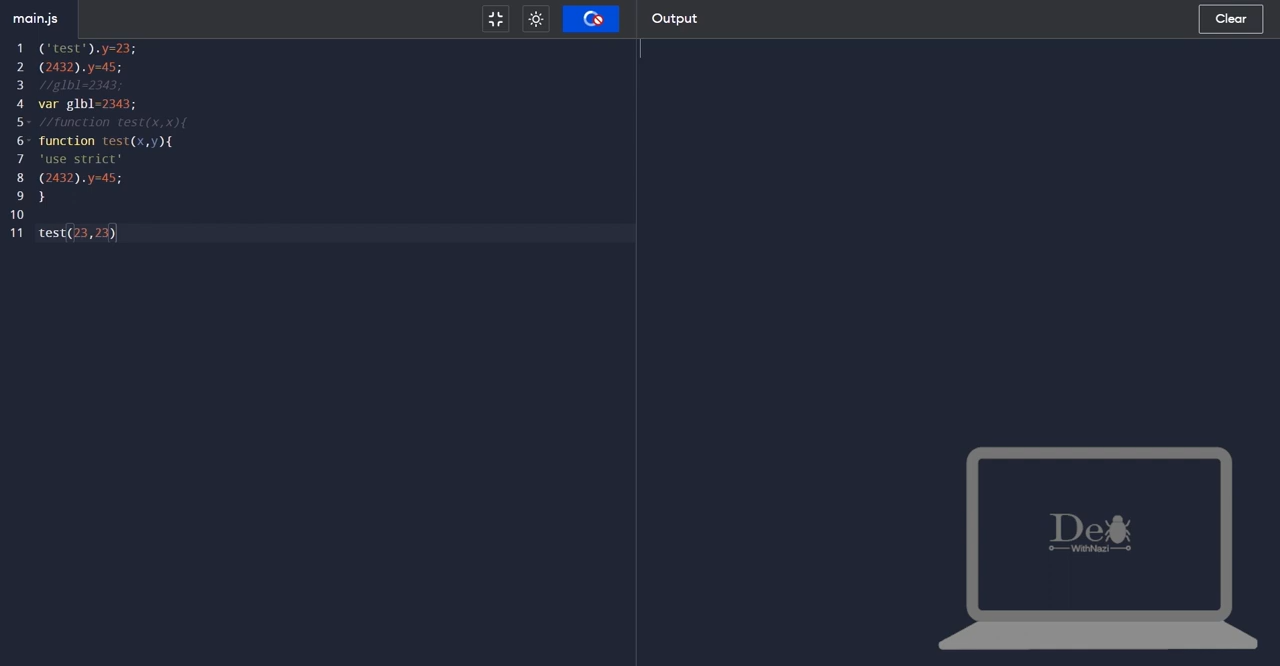 main.js
Output
Clear
1 ('test').y=23;
2 (2432).y=45;
3 //glbl=2343;
4 var glbl=2343;
5 //function test(x,x){
6 function test(x,y){
7 'use strict'
8 (2432).y=45;
9 }
10
11 test(23,23)
De
WithNazi